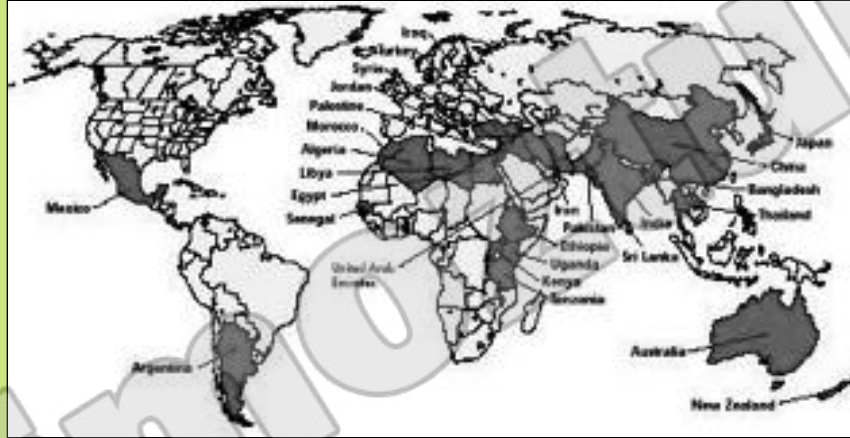 Iraq
Turkey
Syria
Jordan
Palestine
Morocco
Algeria
Libya
Egypt
Senegal
Mexico
Japan
China
Bangladesh
Thailand
India
Iran
Pakistan
Ethiopia
Uganda
Sri Lanka
Kenya
Tanzania
United Arab
Emirates
Argentina
Australia
New Zealand